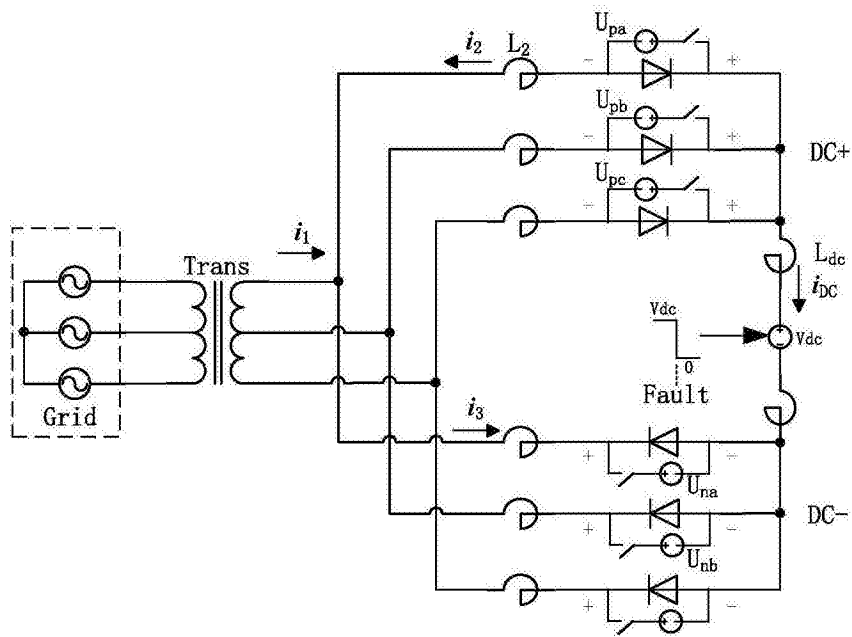 i2 L2 Upa
- +
Upb
- + DC+
Upc
- +
i1
Trans
Ldc
iDC
Vdc
+
- Vdc
0
Fault
Grid
i3
+ -
Una
DC-
+ -
Unb
+ -